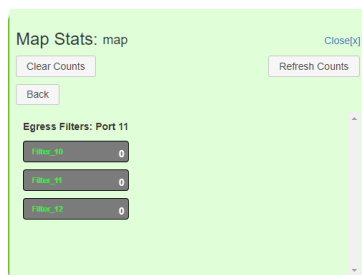 Map Stats: map
Close[x]
Clear Counts
Refresh Counts
Back
Egress Filters: Port 11
Filter_10 0
Filter_11 0
Filter_12 0